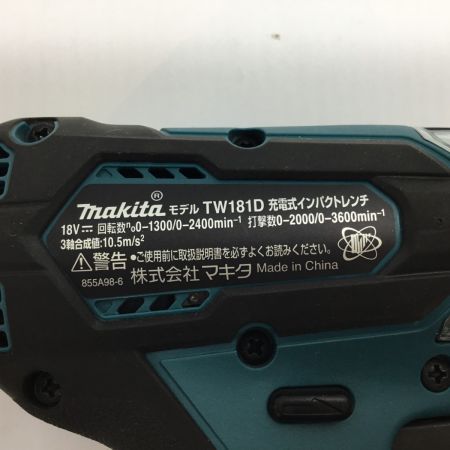 makita® モデル TW181D 充電式インパクトレンチ
18V⎓ 回転数 n₀0-1300/0-2400min⁻¹ 打撃数0-2000/0-3600min⁻¹
3軸合成値:10.5m/s²
⚠警告 •ご使用前に取扱説明書を必ずよくお読みください。
855A98-6 株式会社 マキタ Made in China